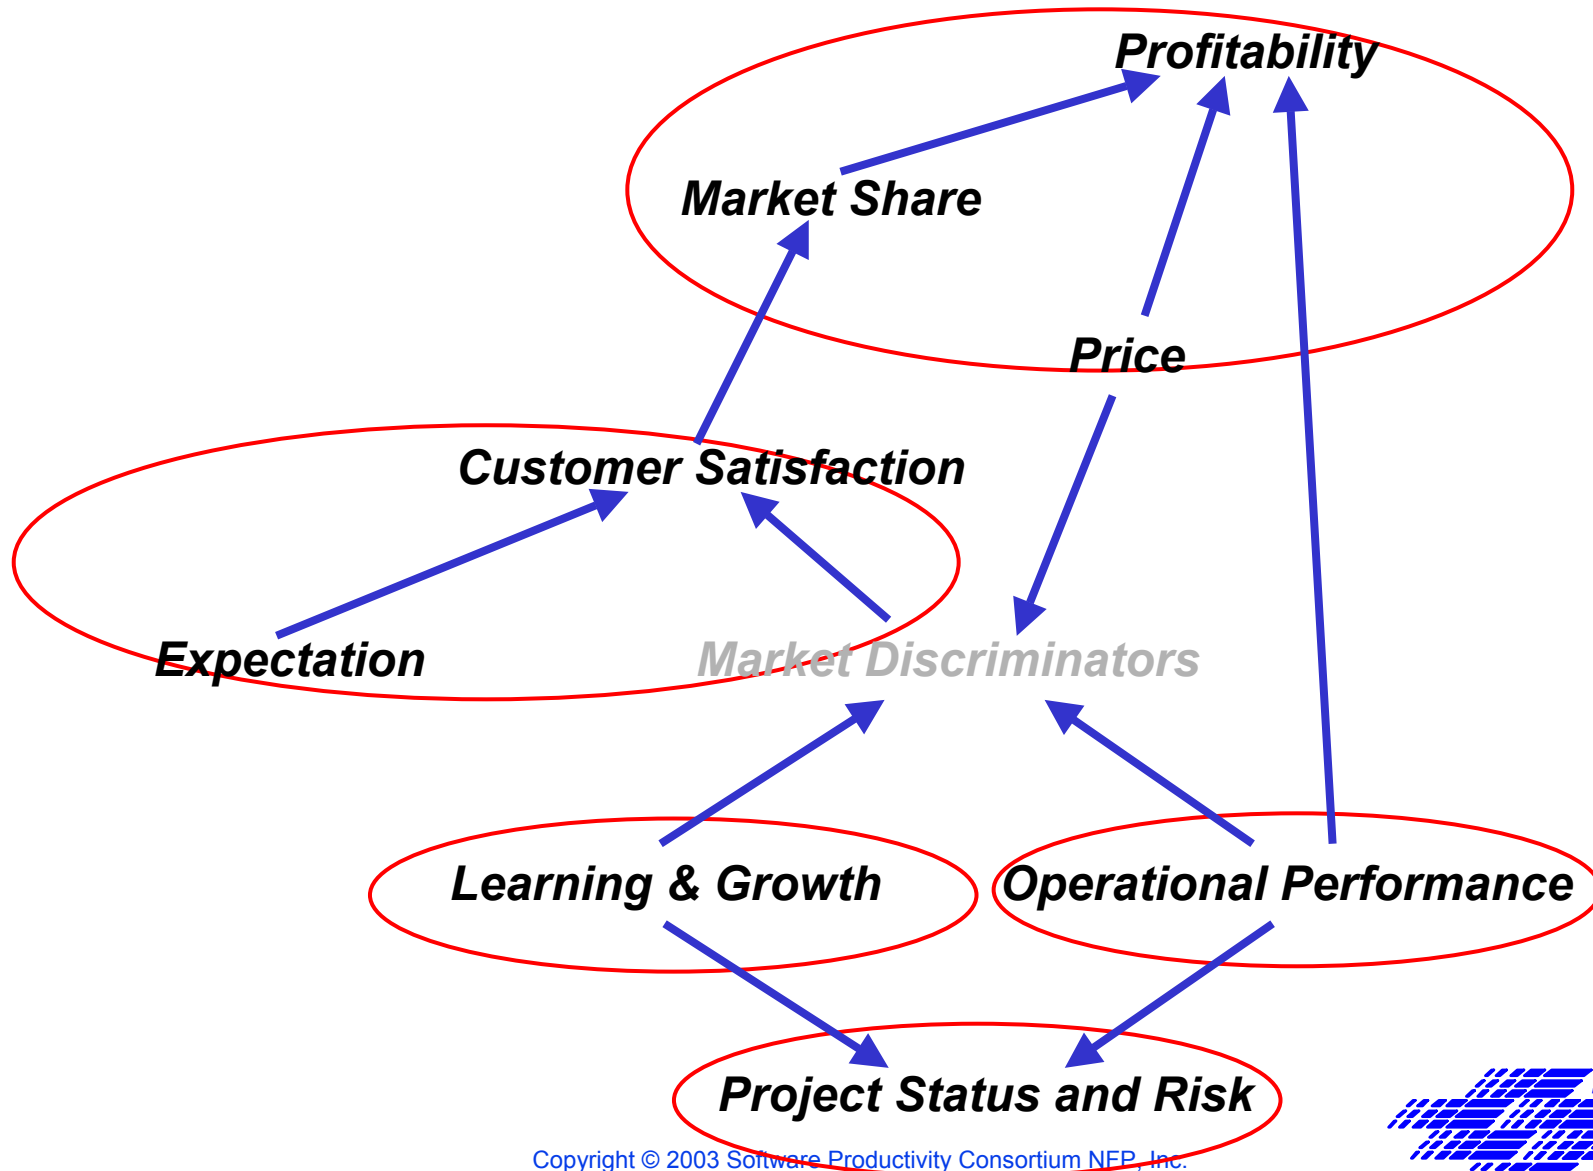 Profitability
Market Share
Price
Customer Satisfaction
Expectation
Market Discriminators
Learning & Growth
Operational Performance
Project Status and Risk
Copyright © 2003 Software Productivity Consortium NFP, Inc.